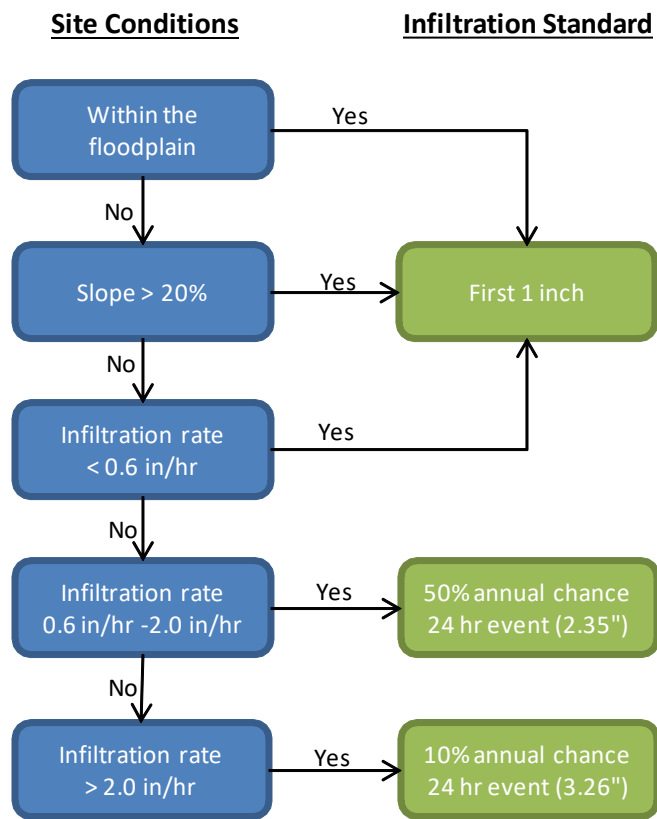 Site Conditions
Infiltration Standard
Within the
floodplain
Yes
No
Slope > 20%
Yes
First 1 inch
No
Infiltration rate
< 0.6 in/hr
Yes
No
Infiltration rate
0.6 in/hr -2.0 in/hr
Yes
50% annual chance
24 hr event (2.35")
No
Infiltration rate
> 2.0 in/hr
Yes
10% annual chance
24 hr event (3.26")